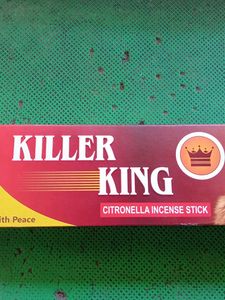 KILLER
KING
CITRONELLA INCENSE STICK
ith Peace